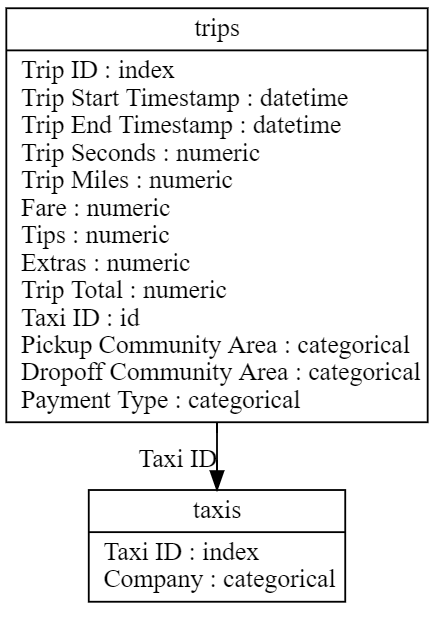 trips
Trip ID : index
Trip Start Timestamp : datetime
Trip End Timestamp : datetime
Trip Seconds : numeric
Trip Miles : numeric
Fare : numeric
Tips : numeric
Extras : numeric
Trip Total : numeric
Taxi ID : id
Pickup Community Area : categorical
Dropoff Community Area : categorical
Payment Type : categorical
Taxi ID
taxis
Taxi ID : index
Company : categorical